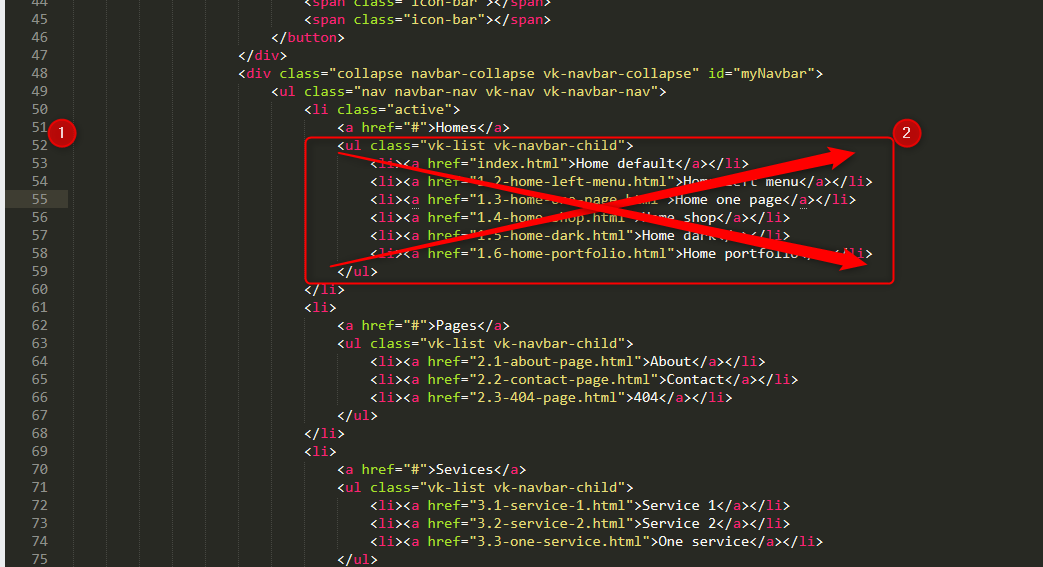 44 <span class="icon-bar"></span>
45 <span class="icon-bar"></span>
46 </button>
47 </div>
48 <div class="collapse navbar-collapse vk-navbar-collapse" id="myNavbar">
49 <ul class="nav navbar-nav vk-nav vk-navbar-nav">
50 <li class="active">
51 1 <a href="#">Homes</a> 2
52 <ul class="vk-list vk-navbar-child">
53 <li><a href="index.html">Home default</a></li>
54 <li><a href="1.2-home-left-menu.html">Home left menu</a></li>
55 <li><a href="1.3-home-one-page.html">Home one page</a></li>
56 <li><a href="1.4-home-shop.html">Home shop</a></li>
57 <li><a href="1.5-home-dark.html">Home dark</a></li>
58 <li><a href="1.6-home-portfolio.html">Home portfolio</a></li>
59 </ul>
60 </li>
61 <li>
62 <a href="#">Pages</a>
63 <ul class="vk-list vk-navbar-child">
64 <li><a href="2.1-about-page.html">About</a></li>
65 <li><a href="2.2-contact-page.html">Contact</a></li>
66 <li><a href="2.3-404-page.html">404</a></li>
67 </ul>
68 </li>
69 <li>
70 <a href="#">Sevices</a>
71 <ul class="vk-list vk-navbar-child">
72 <li><a href="3.1-service-1.html">Service 1</a></li>
73 <li><a href="3.2-service-2.html">Service 2</a></li>
74 <li><a href="3.3-one-service.html">One service</a></li>
75 </ul>